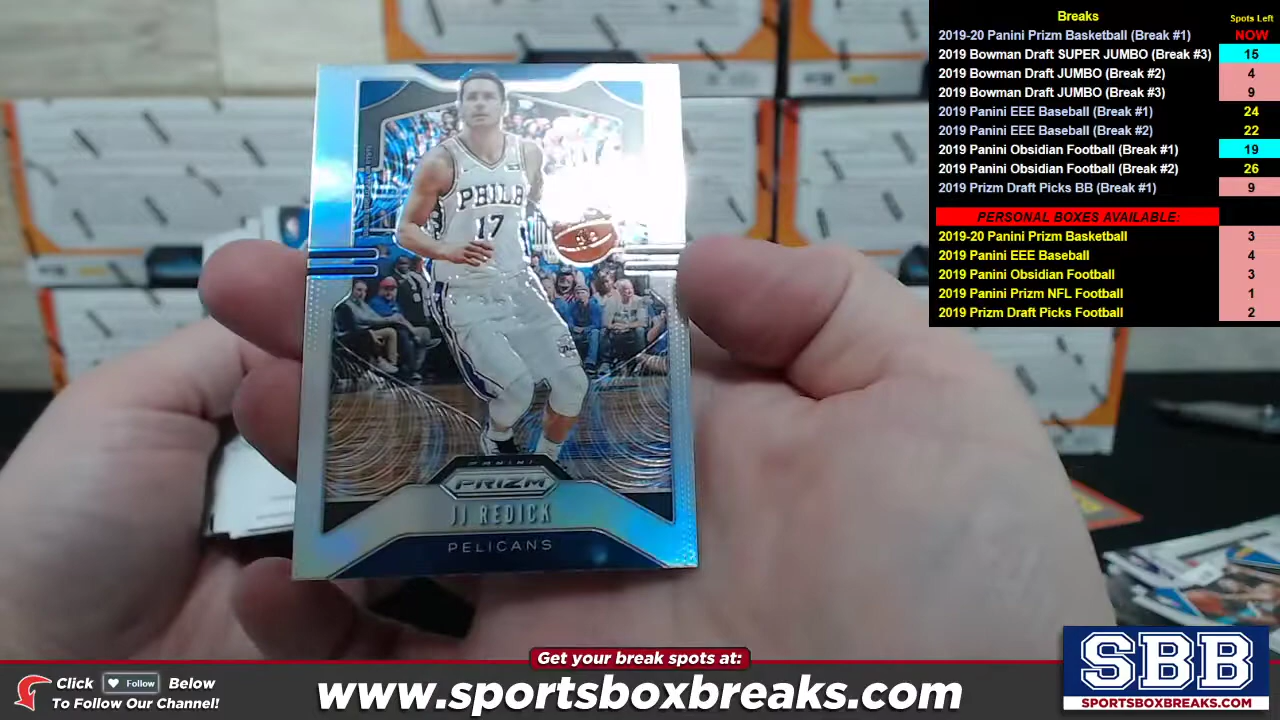 Breaks Spots Left
2019-20 Panini Prizm Basketball (Break #1) NOW
2019 Bowman Draft SUPER JUMBO (Break #3) 15
2019 Bowman Draft JUMBO (Break #2) 4
2019 Bowman Draft JUMBO (Break #3) 9
2019 Panini EEE Baseball (Break #1) 24
2019 Panini EEE Baseball (Break #2) 22
2019 Panini Obsidian Football (Break #1) 19
2019 Panini Obsidian Football (Break #2) 26
2019 Prizm Draft Picks BB (Break #1) 9
PERSONAL BOXES AVAILABLE:
2019-20 Panini Prizm Basketball 3
2019 Panini EEE Baseball 4
2019 Panini Obsidian Football 3
2019 Panini Prizm NFL Football 1
2019 Prizm Draft Picks Football 2
PHILA
17
PANINI
PRIZM
JJ REDICK
PELICANS
Get your break spots at:
Click Follow Below
To Follow Our Channel!
www.sportsboxbreaks.com
SBB
SPORTSBOXBREAKS.COM